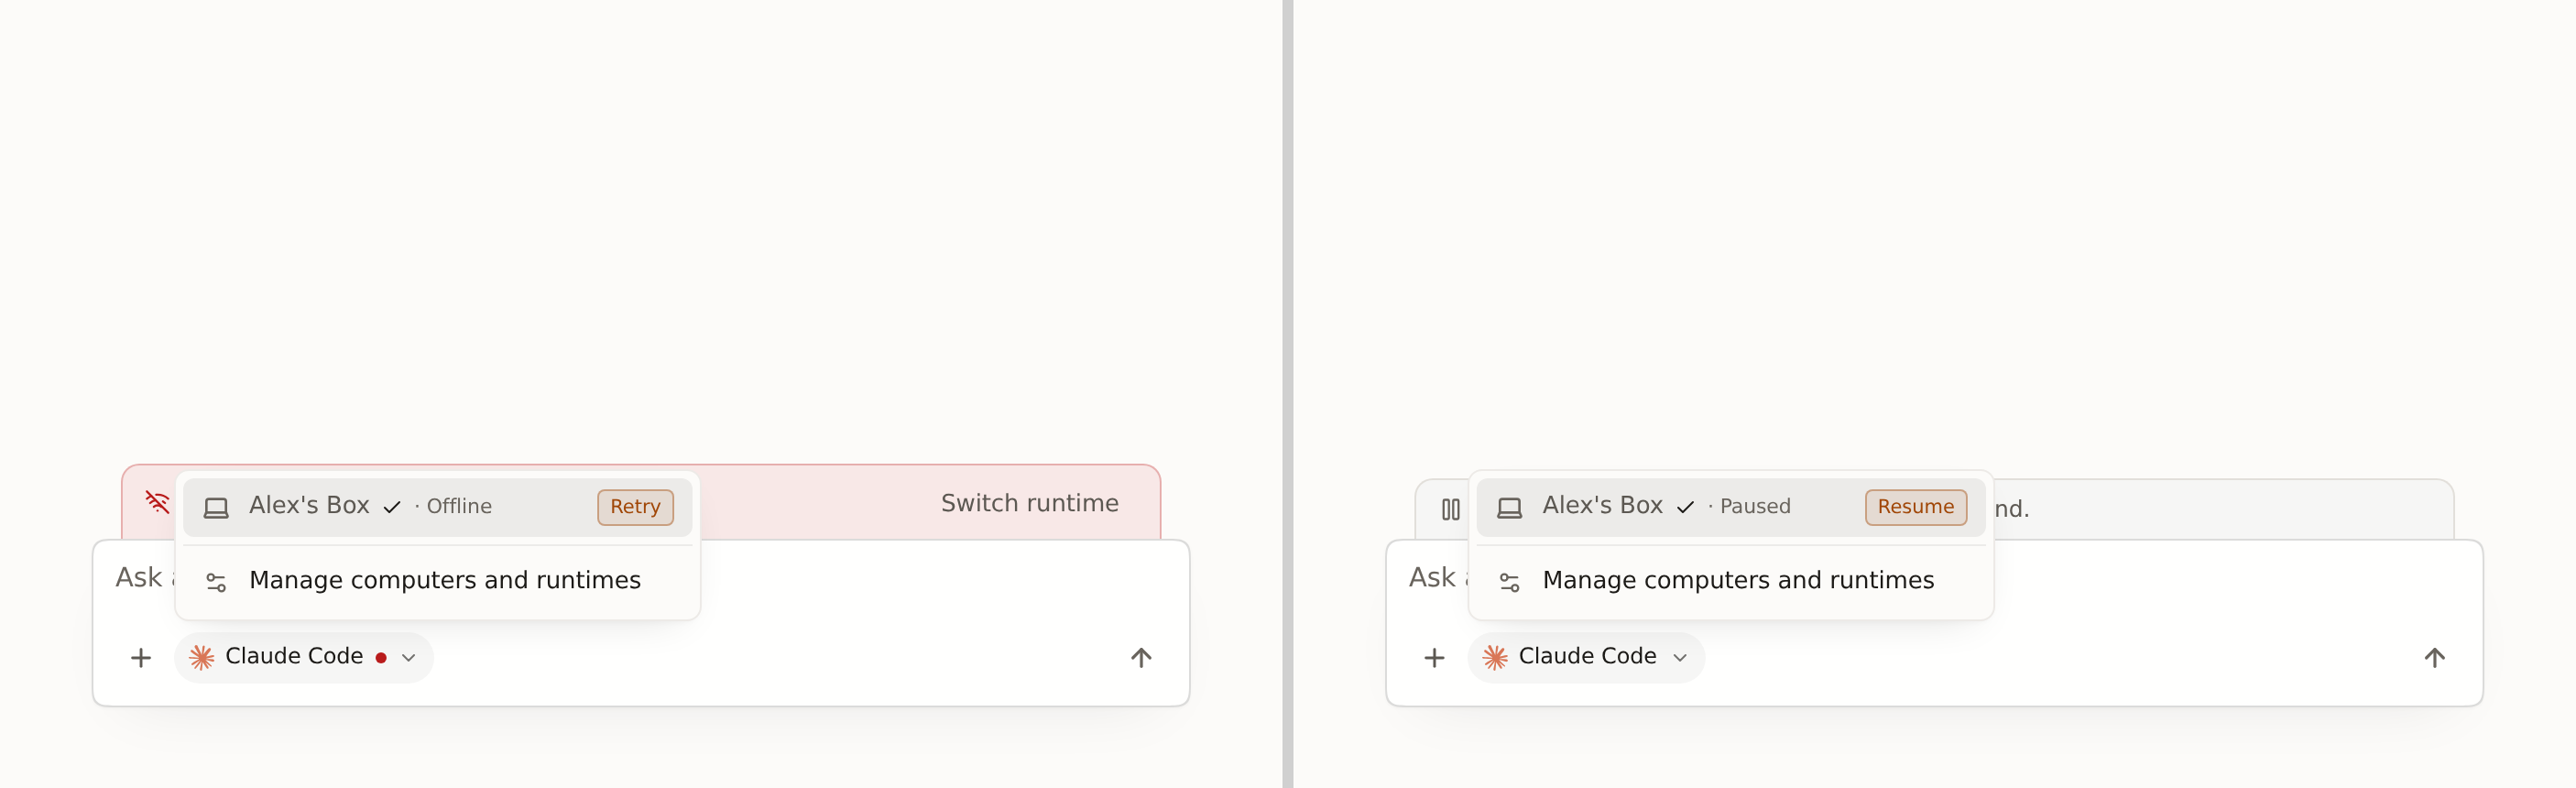 Alex's Box · Offline Retry
Switch runtime
Manage computers and runtimes
Ask
Claude Code
Alex's Box · Paused Resume
nd.
Manage computers and runtimes
Ask
Claude Code